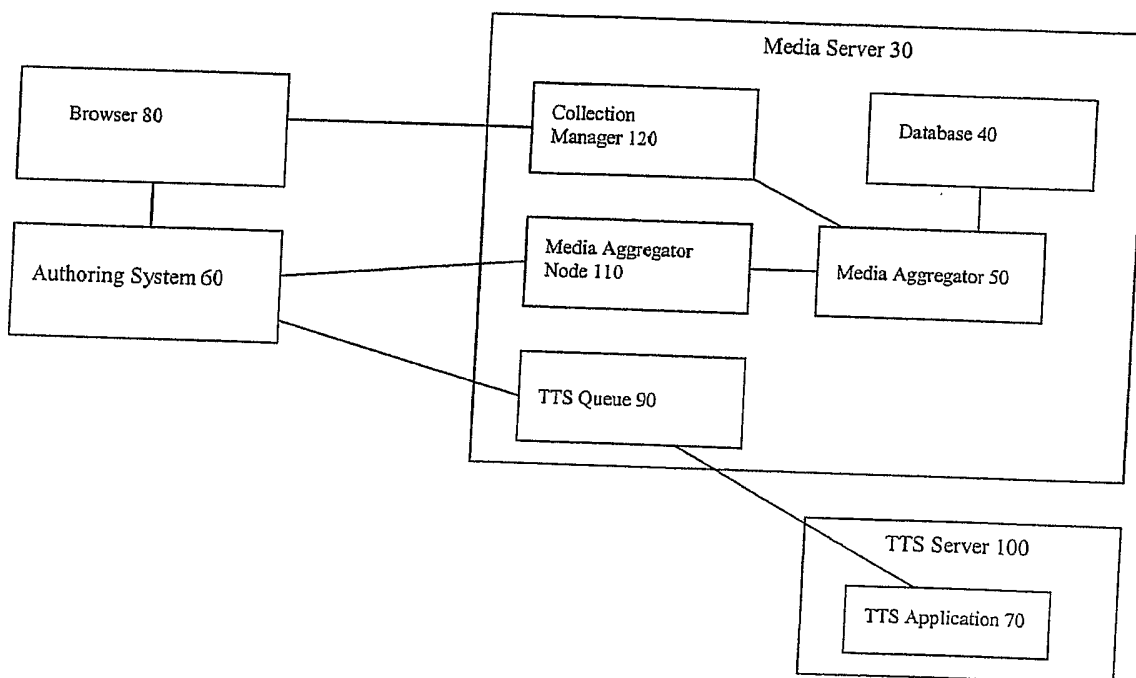 Media Server 30
Browser 80
Collection
Manager 120
Database 40
Authoring System 60
Media Aggregator
Node 110
Media Aggregator 50
TTS Queue 90
TTS Server 100
TTS Application 70